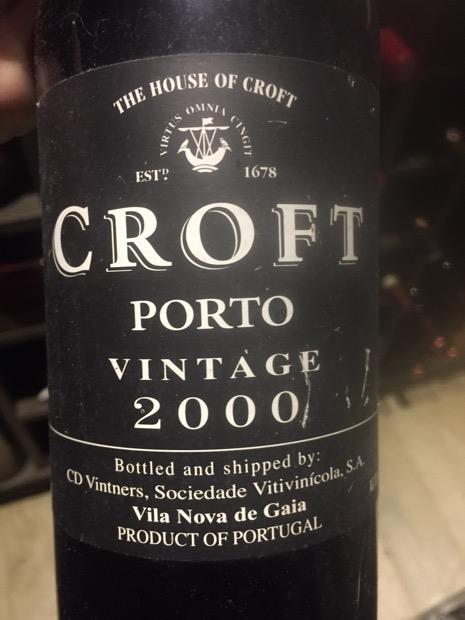 THE HOUSE OF CROFT
VIRTUS OMNIA CINGIT
ESTD 1678
CROFT
PORTO
VINTAGE
2000
Bottled and shipped by:
CD Vintners, Sociedade Vitivinícola, S.A.
Vila Nova de Gaia
PRODUCT OF PORTUGAL